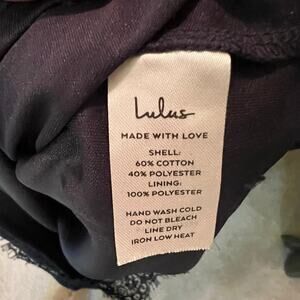 Lulus
MADE WITH LOVE
SHELL:
60% COTTON
40% POLYESTER
LINING:
100% POLYESTER
HAND WASH COLD
DO NOT BLEACH
LINE DRY
IRON LOW HEAT